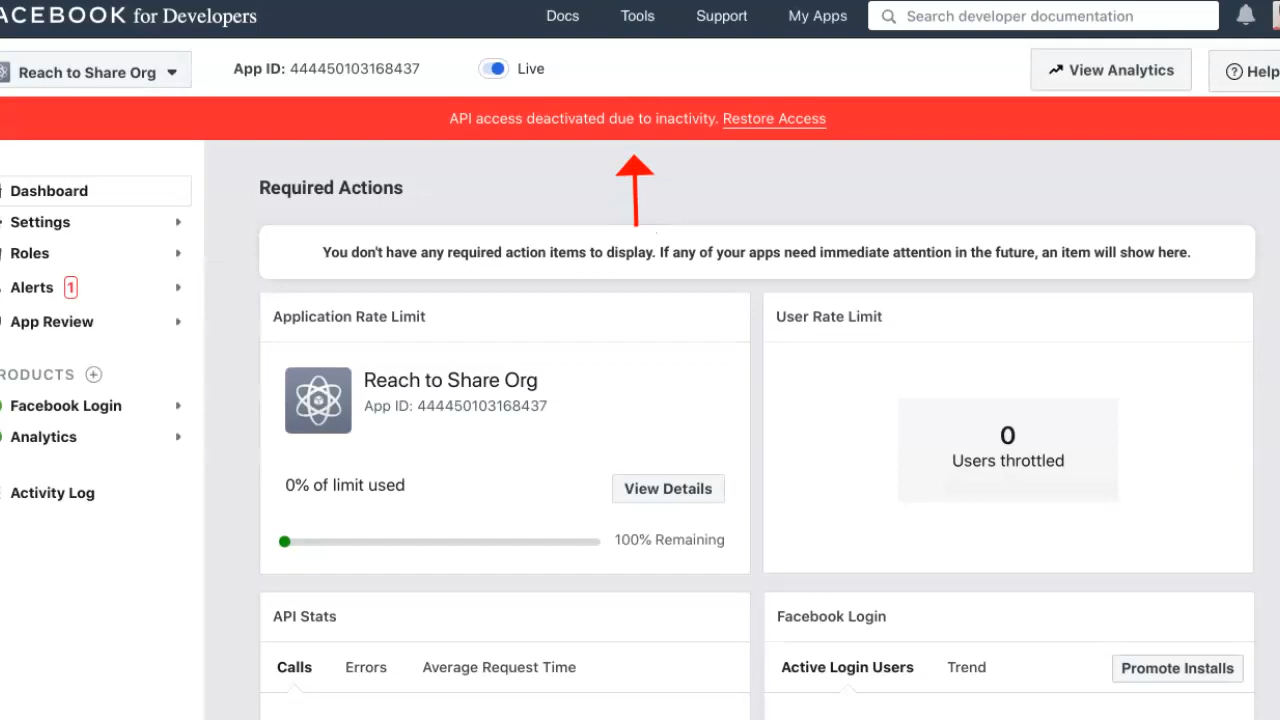 ACEBOOK for Developers
Docs
Tools
Support
My Apps
Search developer documentation
Reach to Share Org
App ID: 444450103168437
Live
View Analytics
Help
API access deactivated due to inactivity. Restore Access
Dashboard
Settings
Roles
Alerts 1
App Review
RODUCTS
Facebook Login
Analytics
Activity Log
Required Actions
You don't have any required action items to display. If any of your apps need immediate attention in the future, an item will show here.
Application Rate Limit
Reach to Share Org
App ID: 444450103168437
0% of limit used
View Details
100% Remaining
User Rate Limit
0
Users throttled
API Stats
Calls
Errors
Average Request Time
Facebook Login
Active Login Users
Trend
Promote Installs